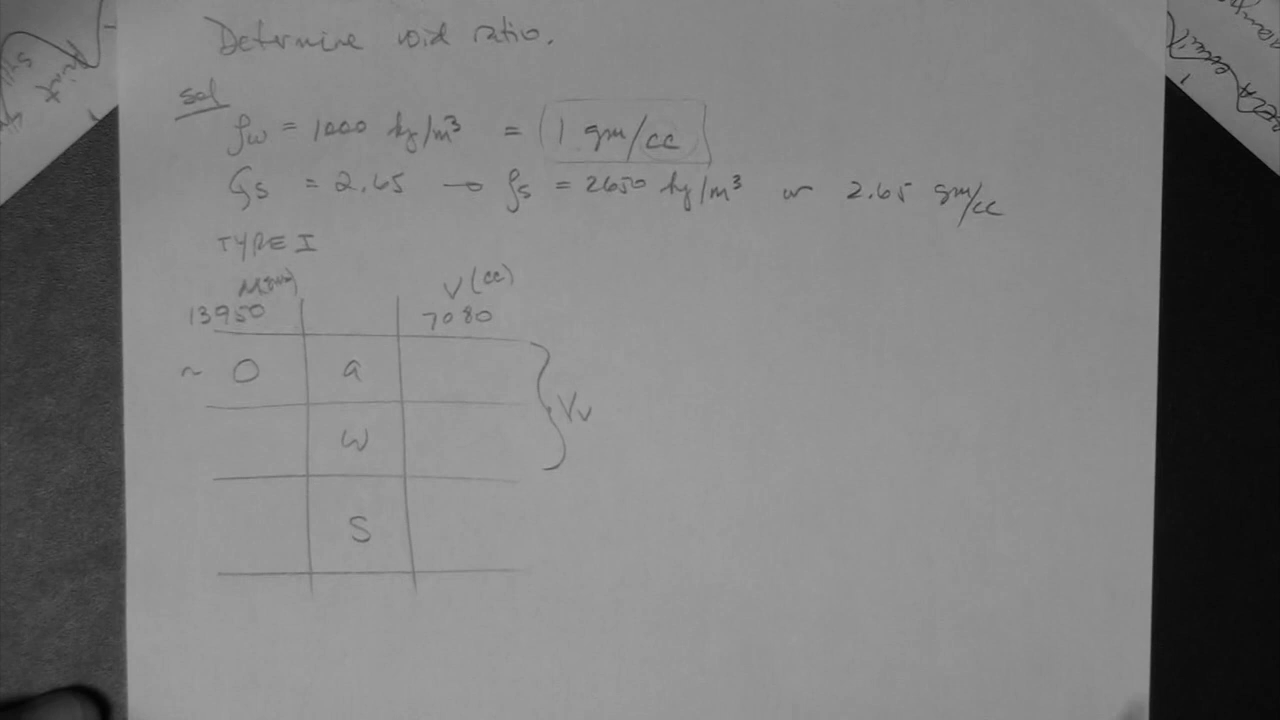 Determine void ratio.
sol
ρw = 1000 kg/m³ = 1 gm/cc
Gs = 2.65 → ρs = 2650 kg/m³ or 2.65 gm/cc
TYPE I
M(gm) V(cc)
13950 7080
~ 0 a
Vv
w
S